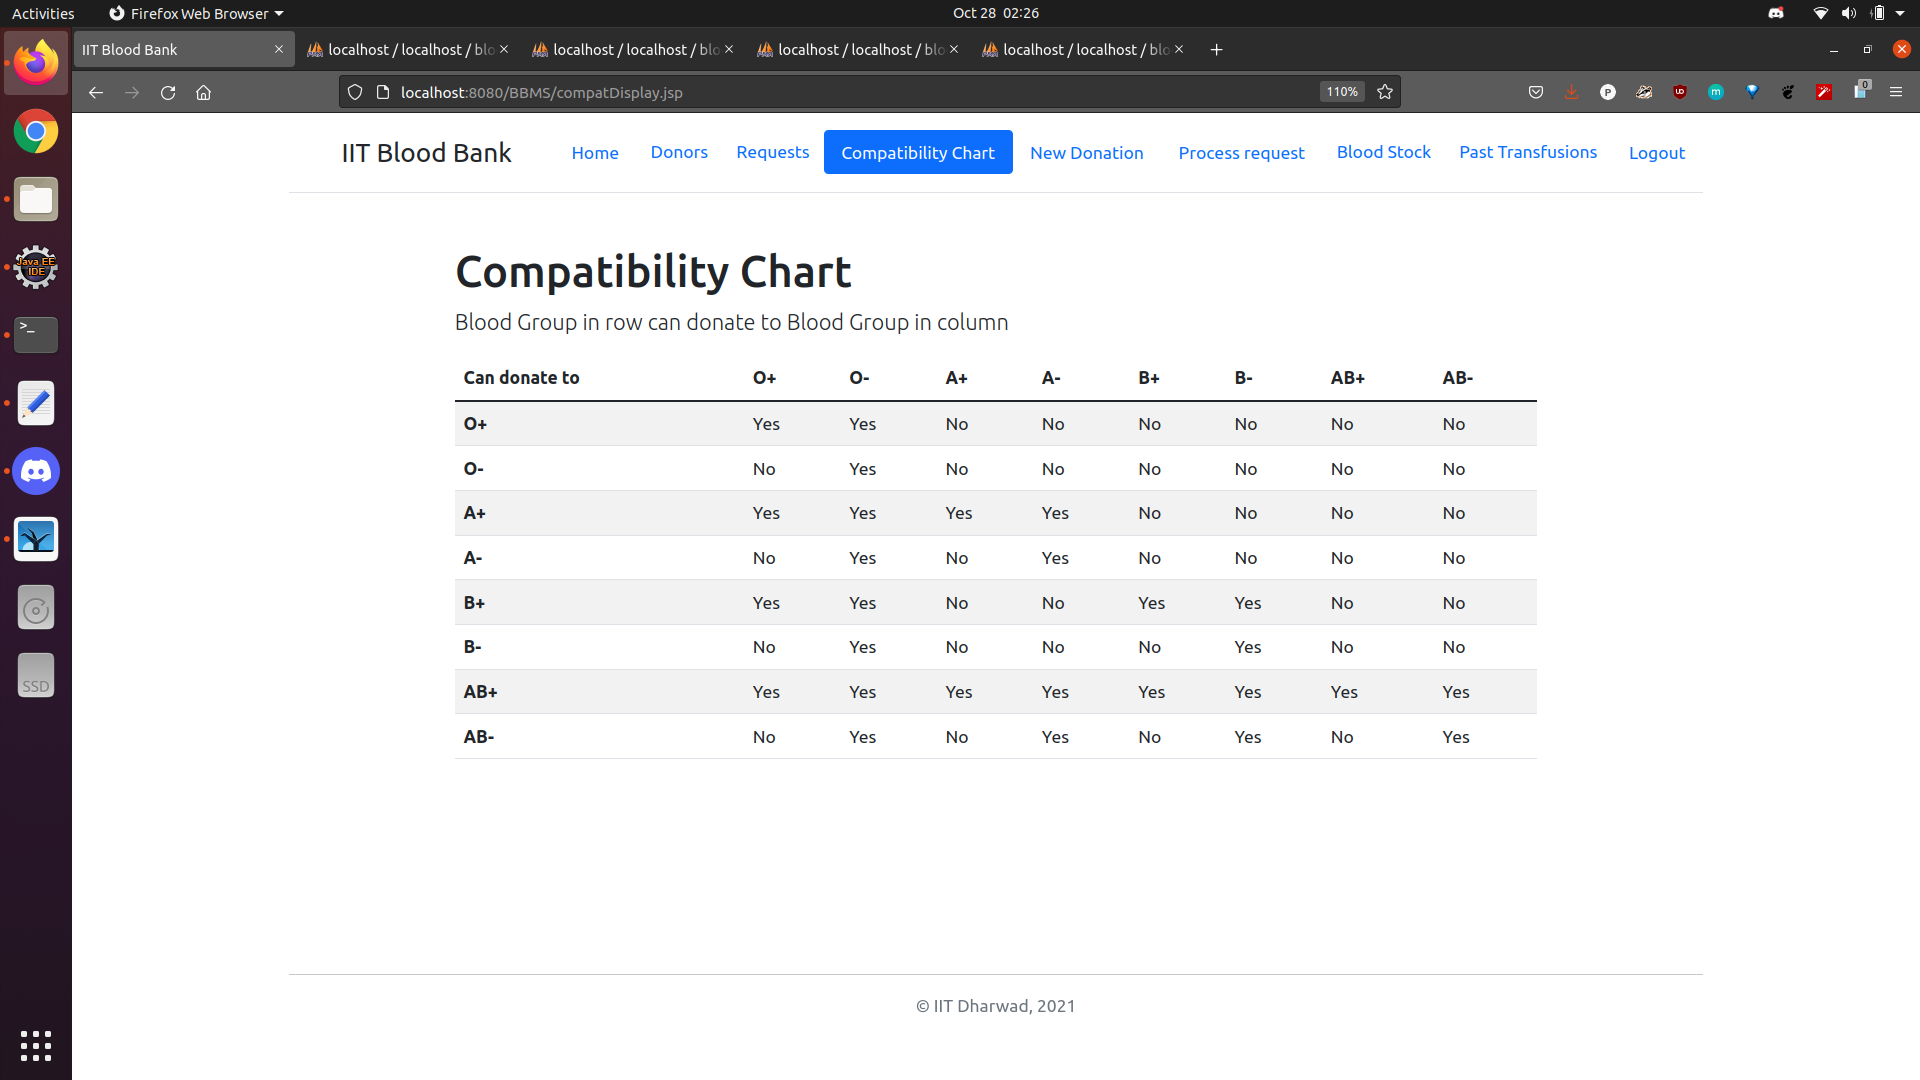 Activities Firefox Web Browser Oct 28 02:26
IIT Blood Bank localhost / localhost / blo localhost / localhost / blo localhost / localhost / blo localhost / localhost / blo
localhost:8080/BBMS/compatDisplay.jsp 110% 0
IIT Blood Bank Home Donors Requests Compatibility Chart New Donation Process request Blood Stock Past Transfusions Logout
Java EE
IDE
Compatibility Chart
Blood Group in row can donate to Blood Group in column
Can donate to O+ O- A+ A- B+ B- AB+ AB-
O+ Yes Yes No No No No No No
O- No Yes No No No No No No
A+ Yes Yes Yes Yes No No No No
A- No Yes No Yes No No No No
B+ Yes Yes No No Yes Yes No No
B- No Yes No No No Yes No No
AB+ Yes Yes Yes Yes Yes Yes Yes Yes
AB- No Yes No Yes No Yes No Yes
SSD
© IIT Dharwad, 2021